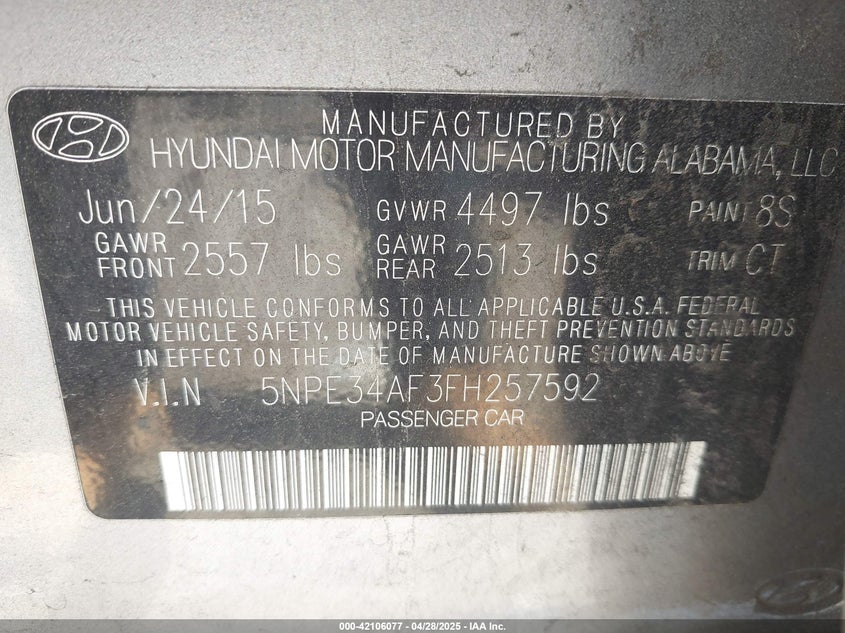 MANUFACTURED BY
HYUNDAI MOTOR MANUFACTURING ALABAMA, LLC
Jun/24/15 GVWR 4497 lbs PAINT 8S
GAWR FRONT 2557 lbs GAWR REAR 2513 lbs TRIM CT
THIS VEHICLE CONFORMS TO ALL APPLICABLE U.S.A. FEDERAL
MOTOR VEHICLE SAFETY, BUMPER, AND THEFT PREVENTION STANDARDS
IN EFFECT ON THE DATE OF MANUFACTURE SHOWN ABOVE
V.I.N 5NPE34AF3FH257592
PASSENGER CAR
000-42106077 - 04/28/2025 - IAA Inc.